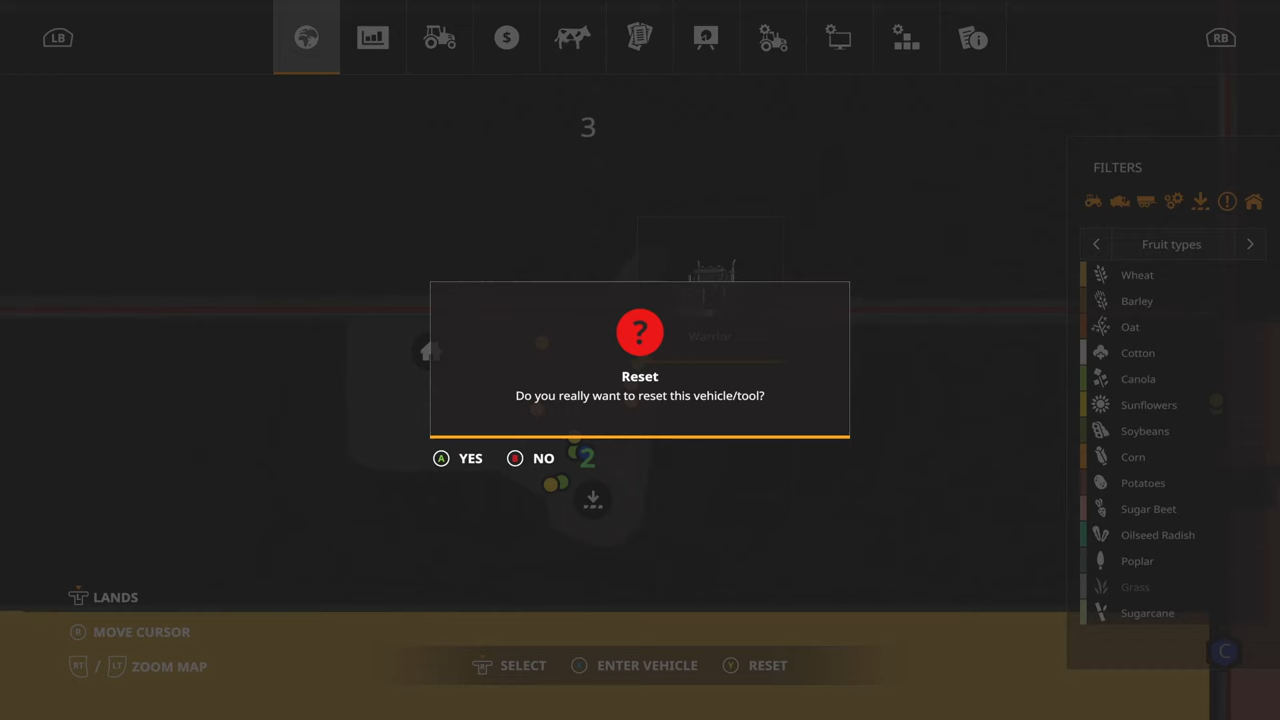 LB
RB
3
FILTERS
Fruit types
Wheat
Barley
Oat
Cotton
Canola
Sunflowers
Soybeans
Corn
Potatoes
Sugar Beet
Oilseed Radish
Poplar
Grass
Sugarcane
Warrior
?
Reset
Do you really want to reset this vehicle/tool?
A YES B NO
2
L LANDS
R MOVE CURSOR
RT / LT ZOOM MAP
SELECT X ENTER VEHICLE Y RESET
C